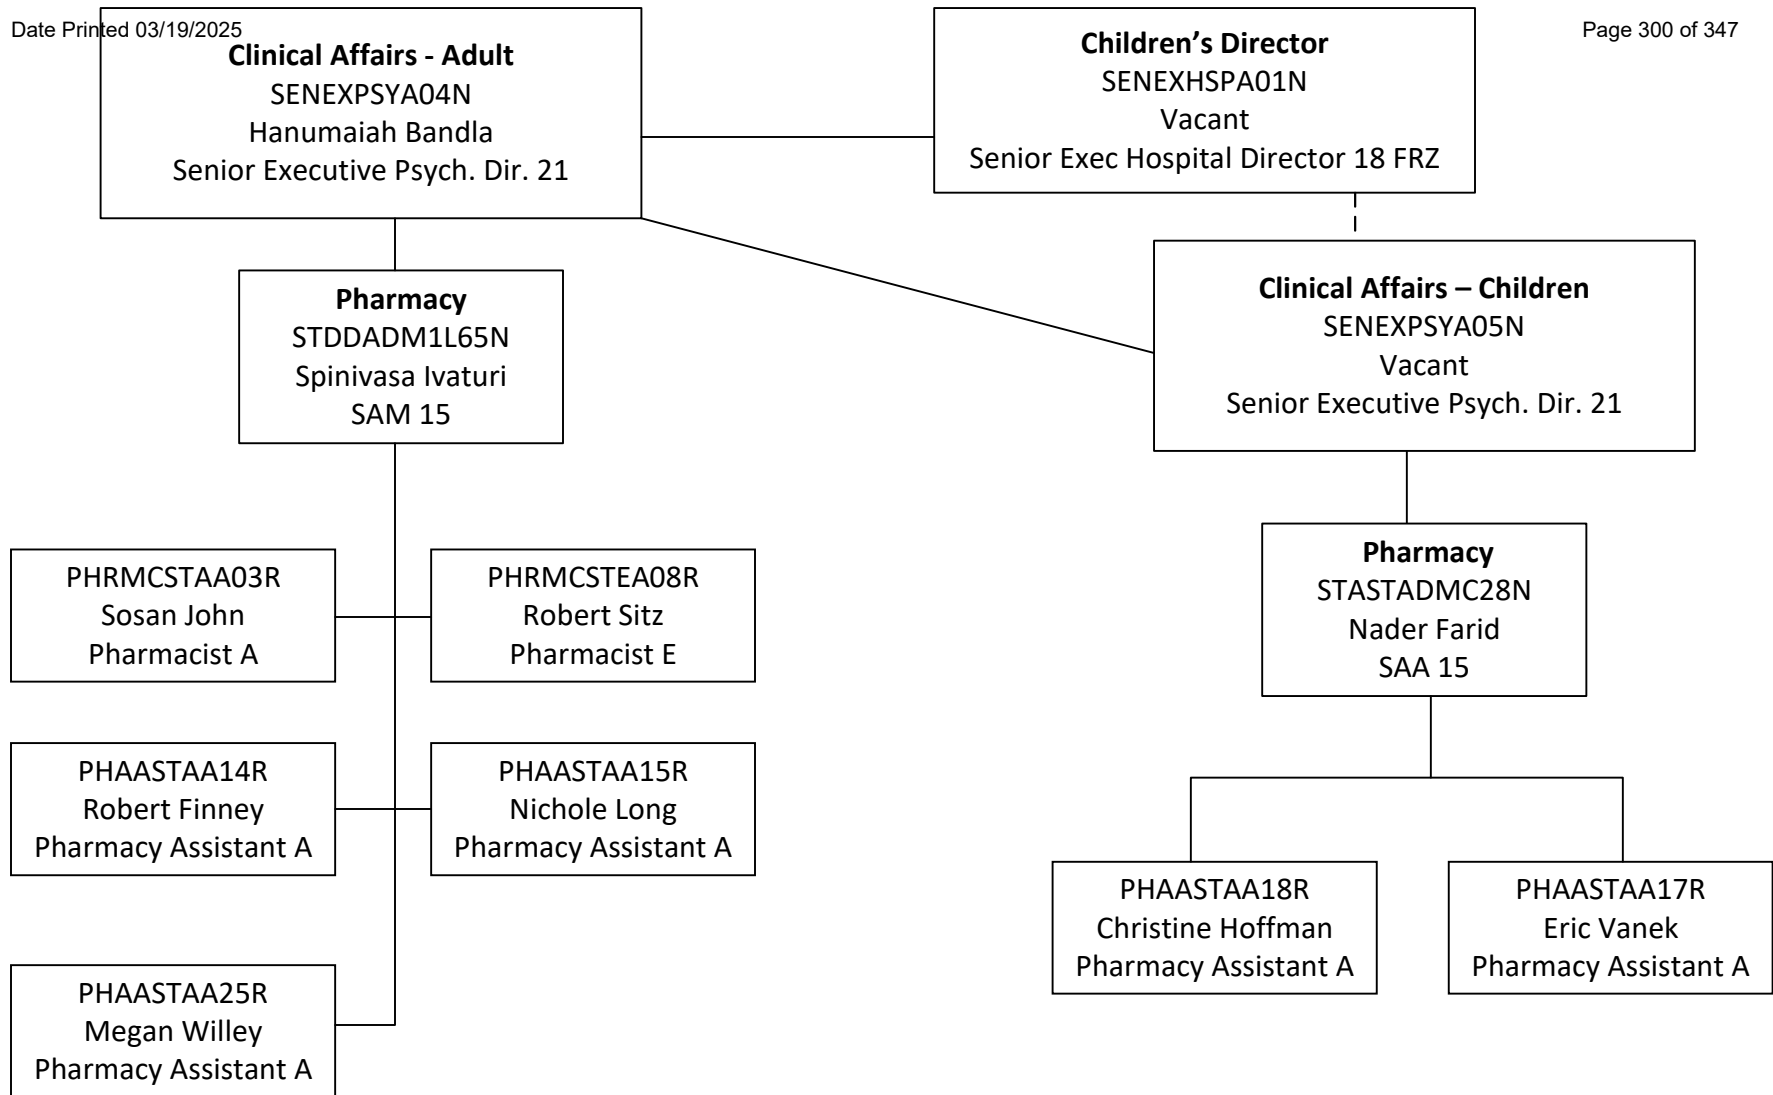 Date Printed 03/19/2025
Page 300 of 347
Clinical Affairs - Adult
SENEXPSYA04N
Hanumaiah Bandla
Senior Executive Psych. Dir. 21
Children’s Director
SENEXHSPA01N
Vacant
Senior Exec Hospital Director 18 FRZ
Pharmacy
STDDADM1L65N
Spinivasa Ivaturi
SAM 15
Clinical Affairs – Children
SENEXPSYA05N
Vacant
Senior Executive Psych. Dir. 21
PHRMCSTAA03R
Sosan John
Pharmacist A
PHRMCSTEA08R
Robert Sitz
Pharmacist E
Pharmacy
STASTADMC28N
Nader Farid
SAA 15
PHAASTAA14R
Robert Finney
Pharmacy Assistant A
PHAASTAA15R
Nichole Long
Pharmacy Assistant A
PHAASTAA18R
Christine Hoffman
Pharmacy Assistant A
PHAASTAA17R
Eric Vanek
Pharmacy Assistant A
PHAASTAA25R
Megan Willey
Pharmacy Assistant A